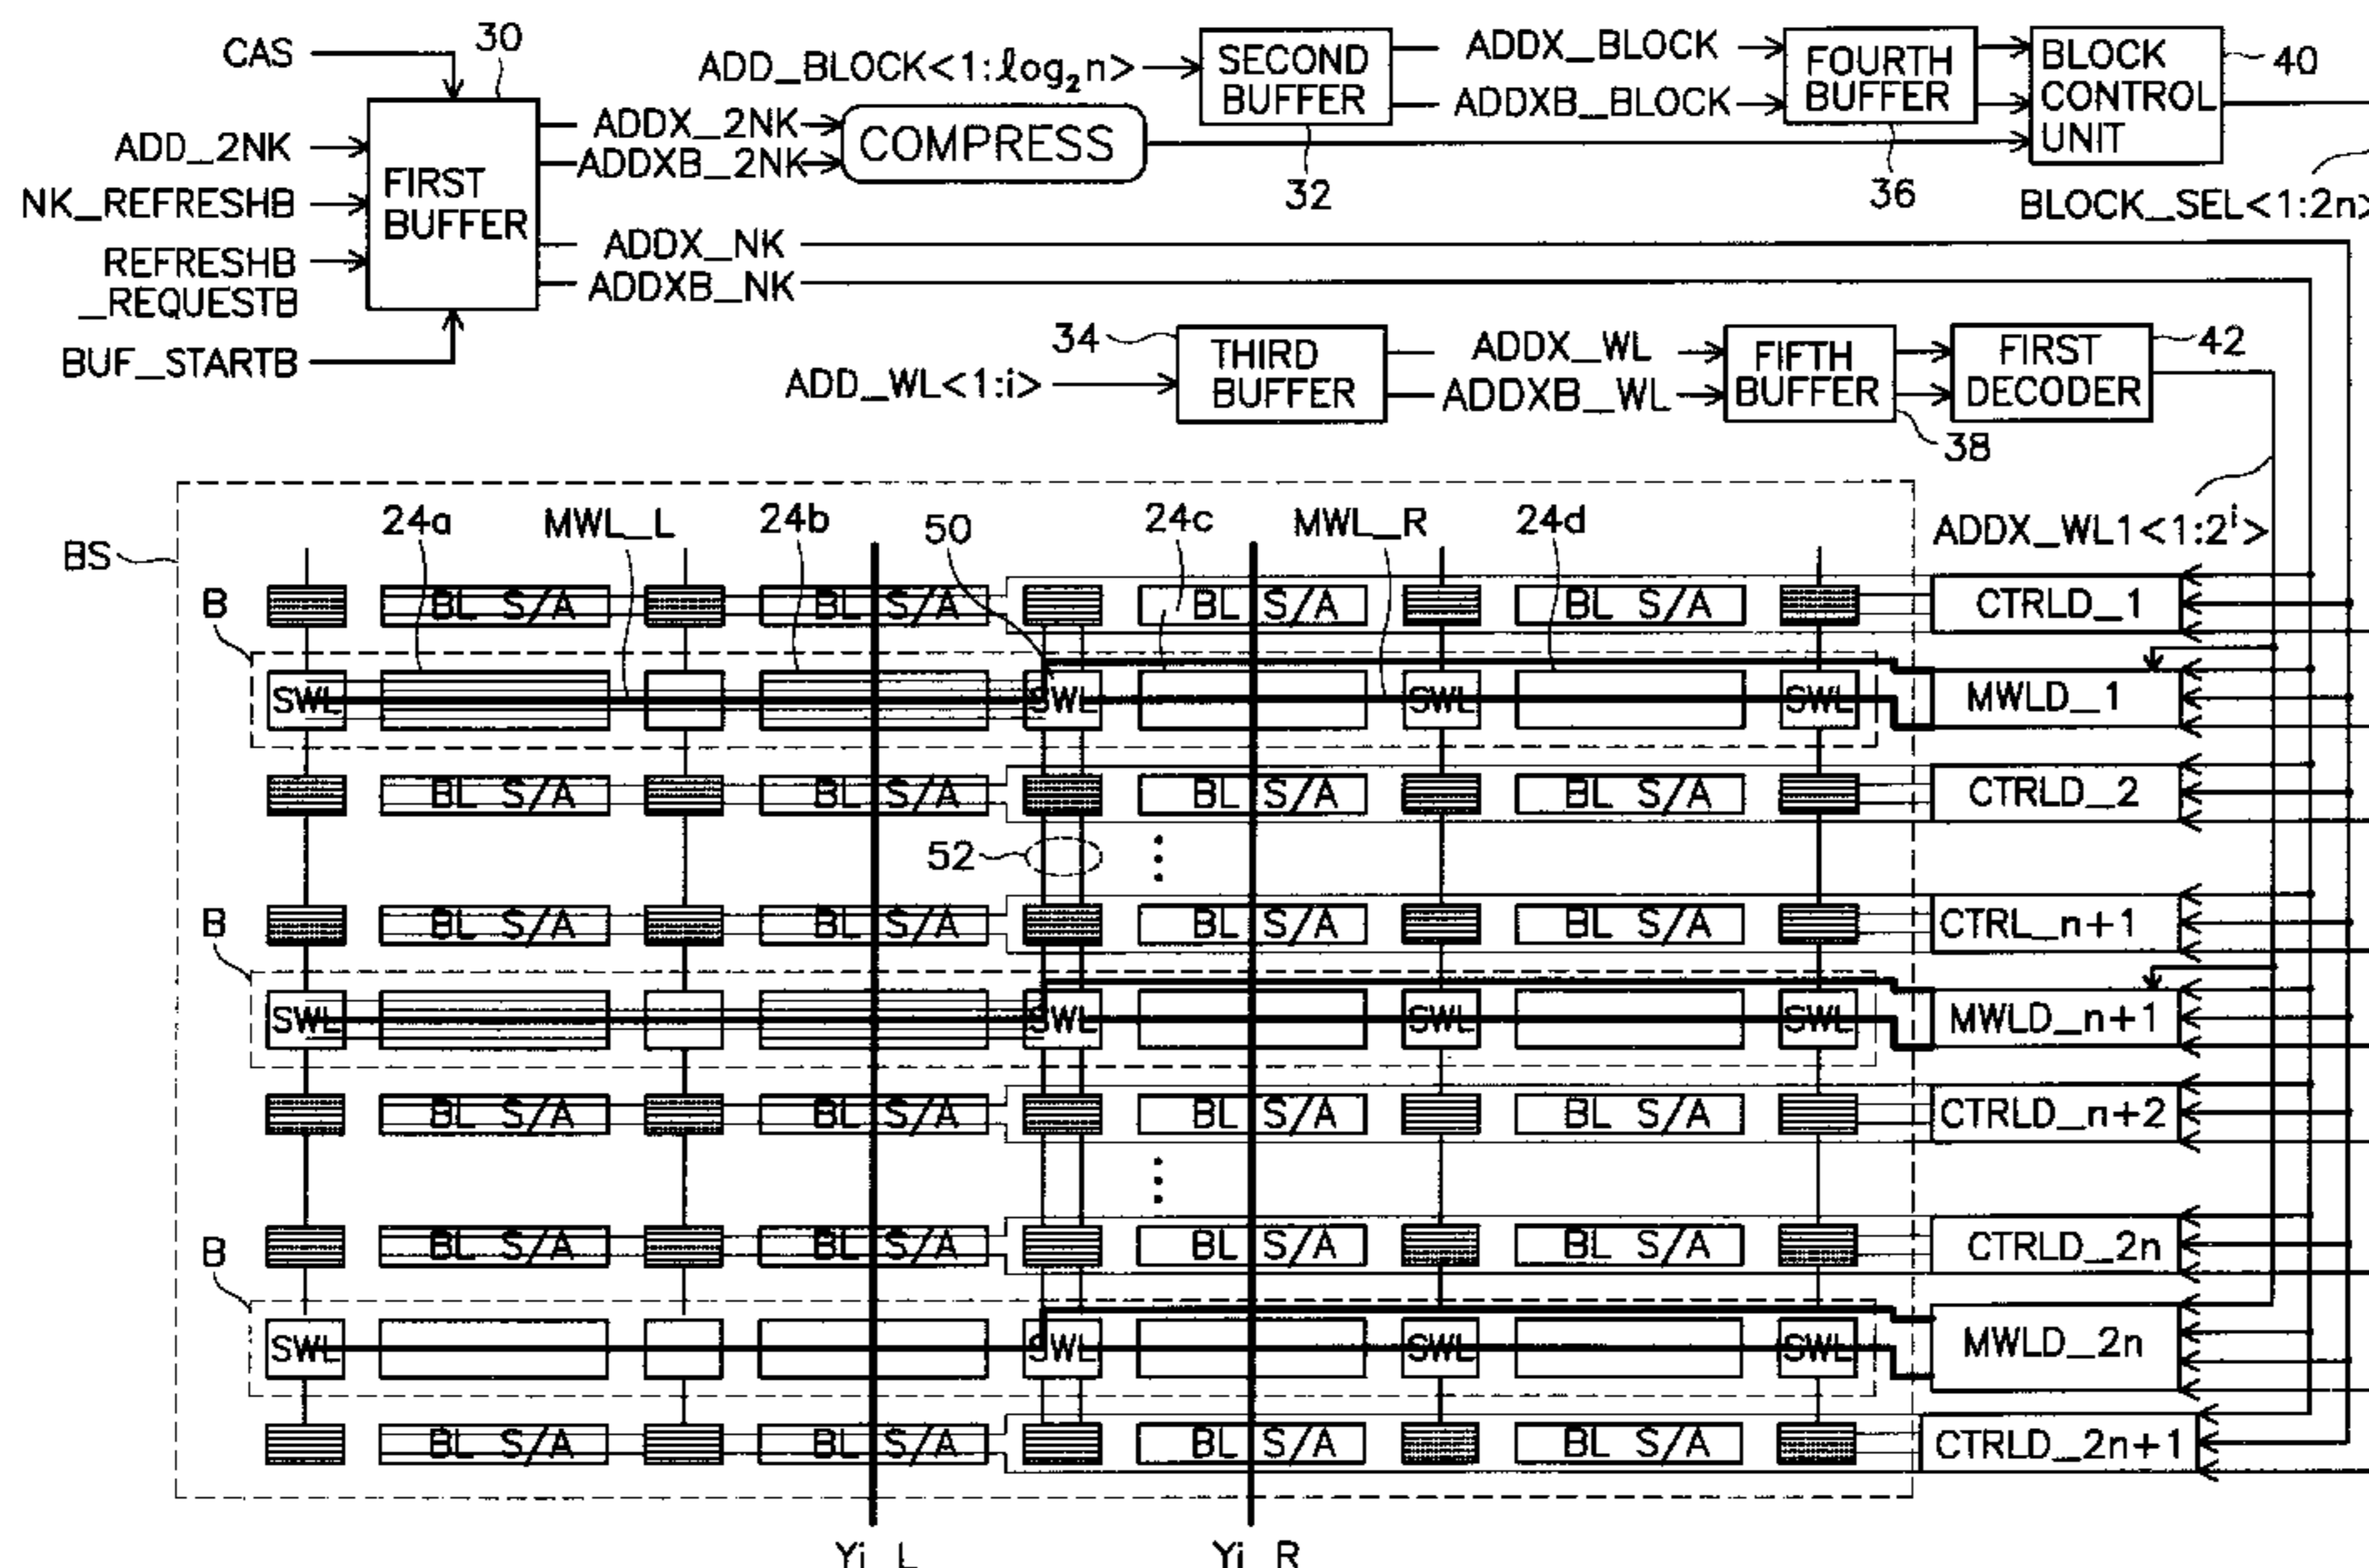 CAS
30
ADD_2NK
NK_REFRESHB
REFRESHB
_REQUESTB
BUF_STARTB
FIRST
BUFFER
ADDX_2NK
ADDXB_2NK
COMPRESS
ADDX_NK
ADDXB_NK
ADD_BLOCK<1:log₂n>
SECOND
BUFFER
32
ADDX_BLOCK
ADDXB_BLOCK
FOURTH
BUFFER
36
BLOCK
CONTROL
UNIT
40
BLOCK_SEL<1:2n>
34
ADD_WL<1:i>
THIRD
BUFFER
ADDX_WL
ADDXB_WL
FIFTH
BUFFER
38
FIRST
DECODER
42
ADDX_WL1<1:2ⁱ>
BS
24a
MWL_L
24b
50
24c
MWL_R
24d
BL S/A BL S/A BL S/A BL S/A CTRLD_1
B
SWL SWL SWL SWL MWLD_1
BL S/A BL S/A BL S/A BL S/A CTRLD_2
52
BL S/A BL S/A BL S/A BL S/A CTRL_n+1
B
SWL SWL SWL SWL MWLD_n+1
BL S/A BL S/A BL S/A BL S/A CTRLD_n+2
BL S/A BL S/A BL S/A BL S/A CTRLD_2n
B
SWL SWL SWL SWL MWLD_2n
BL S/A BL S/A BL S/A BL S/A CTRLD_2n+1
Yi_L Yi_R